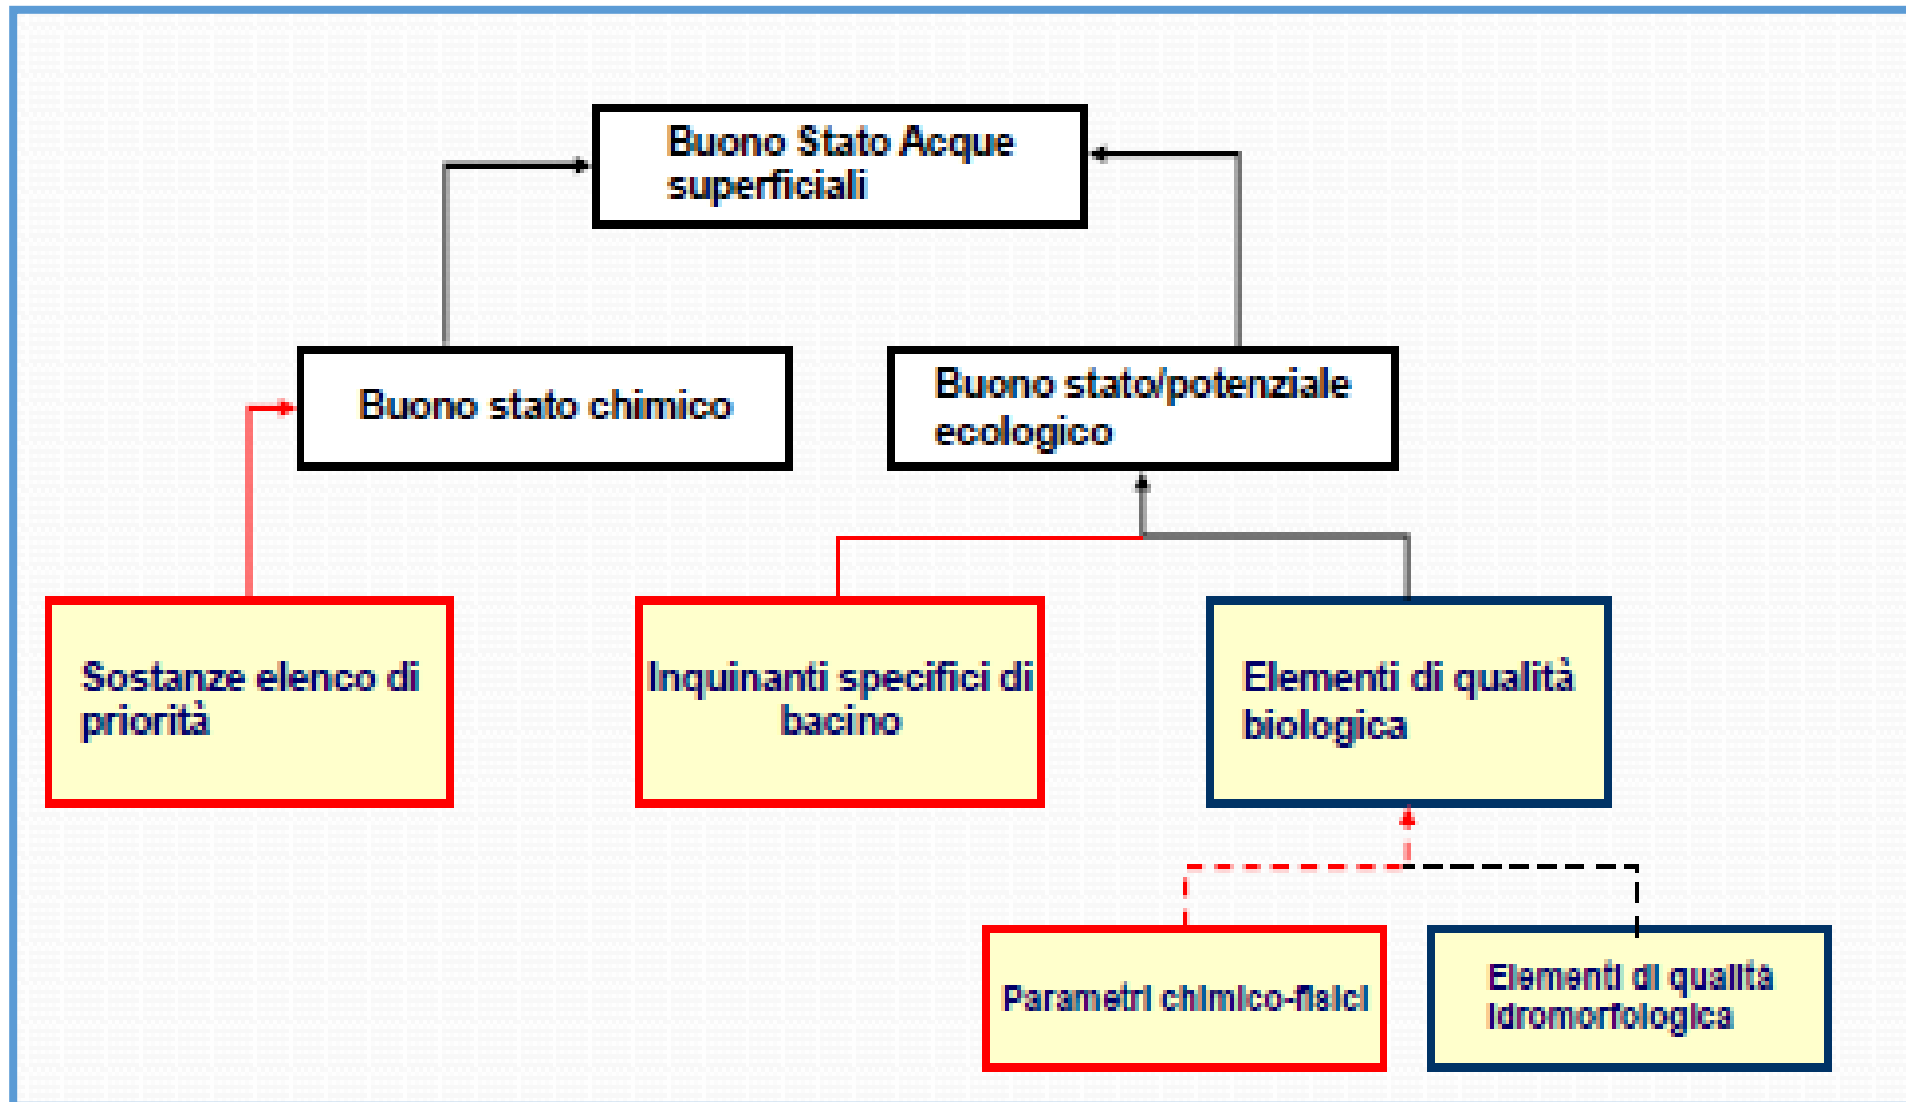 Buono Stato Acque
superficiali
Buono stato chimico
Buono stato/potenziale
ecologico
Sostanze elenco di
priorità
Inquinanti specifici di
bacino
Elementi di qualità
biologica
Parametri chimico-fisici
Elementi di qualità
idromorfologica